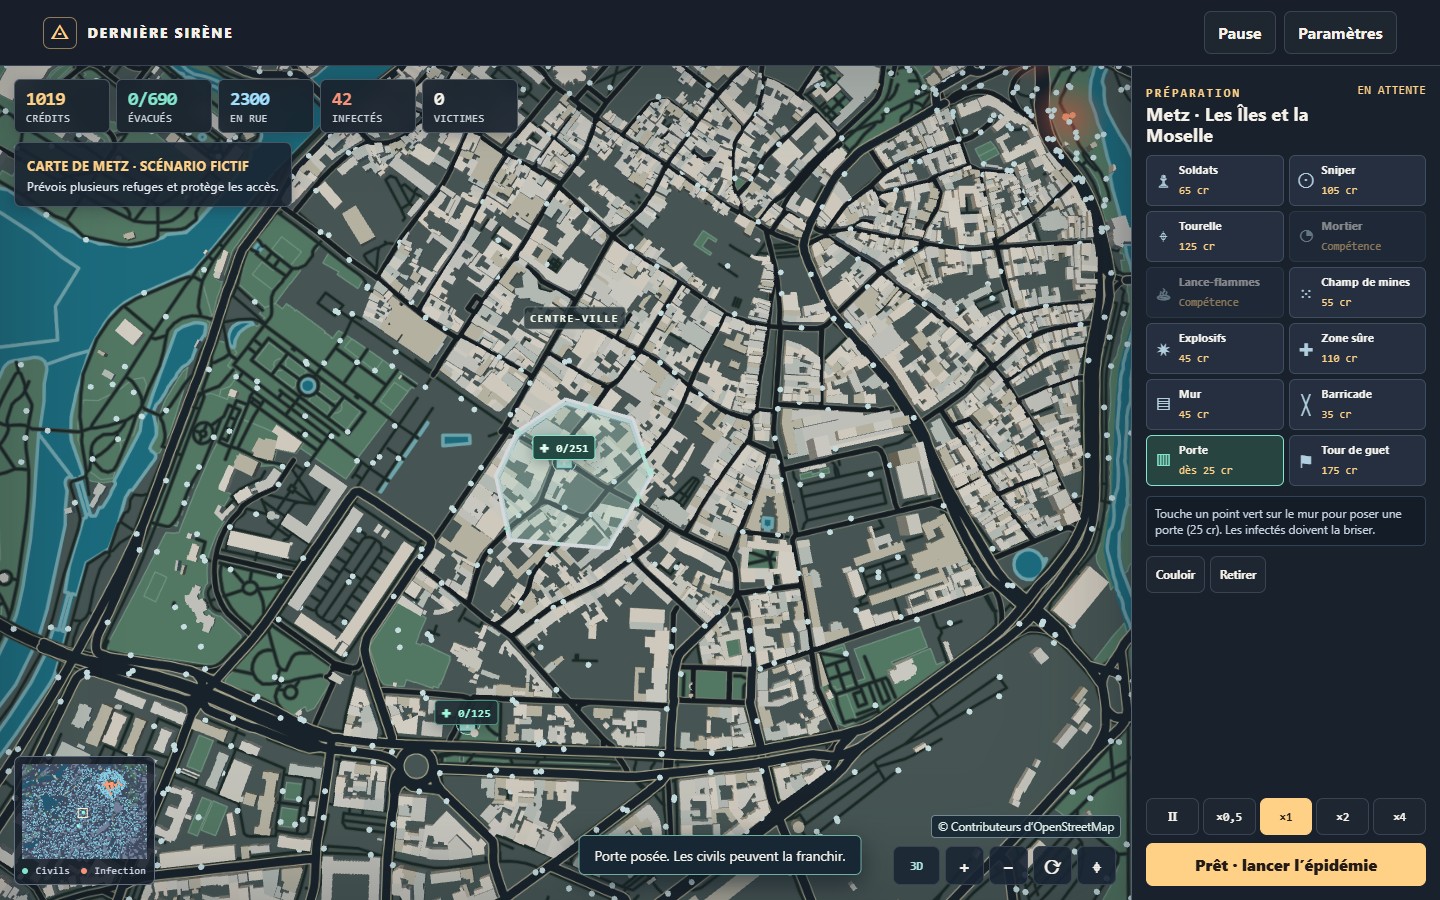 DERNIÈRE SIRÈNE
Pause
Paramètres
1019
CRÉDITS
0/690
ÉVACUÉS
2300
EN RUE
42
INFECTÉS
0
VICTIMES
CARTE DE METZ · SCÉNARIO FICTIF
Prévois plusieurs refuges et protège les accès.
CENTRE-VILLE
0/251
0/125
Civils
Infection
Porte posée. Les civils peuvent la franchir.
© Contributeurs d'OpenStreetMap
3D
+
−
PRÉPARATION
EN ATTENTE
Metz · Les Îles et la
Moselle
Soldats
65 cr
Sniper
105 cr
Tourelle
125 cr
Mortier
Compétence
Lance-flammes
Compétence
Champ de mines
55 cr
Explosifs
45 cr
Zone sûre
110 cr
Mur
45 cr
Barricade
35 cr
Porte
dès 25 cr
Tour de guet
175 cr
Touche un point vert sur le mur pour poser une
porte (25 cr). Les infectés doivent la briser.
Couloir
Retirer
II
×0,5
×1
×2
×4
Prêt · lancer l'épidémie